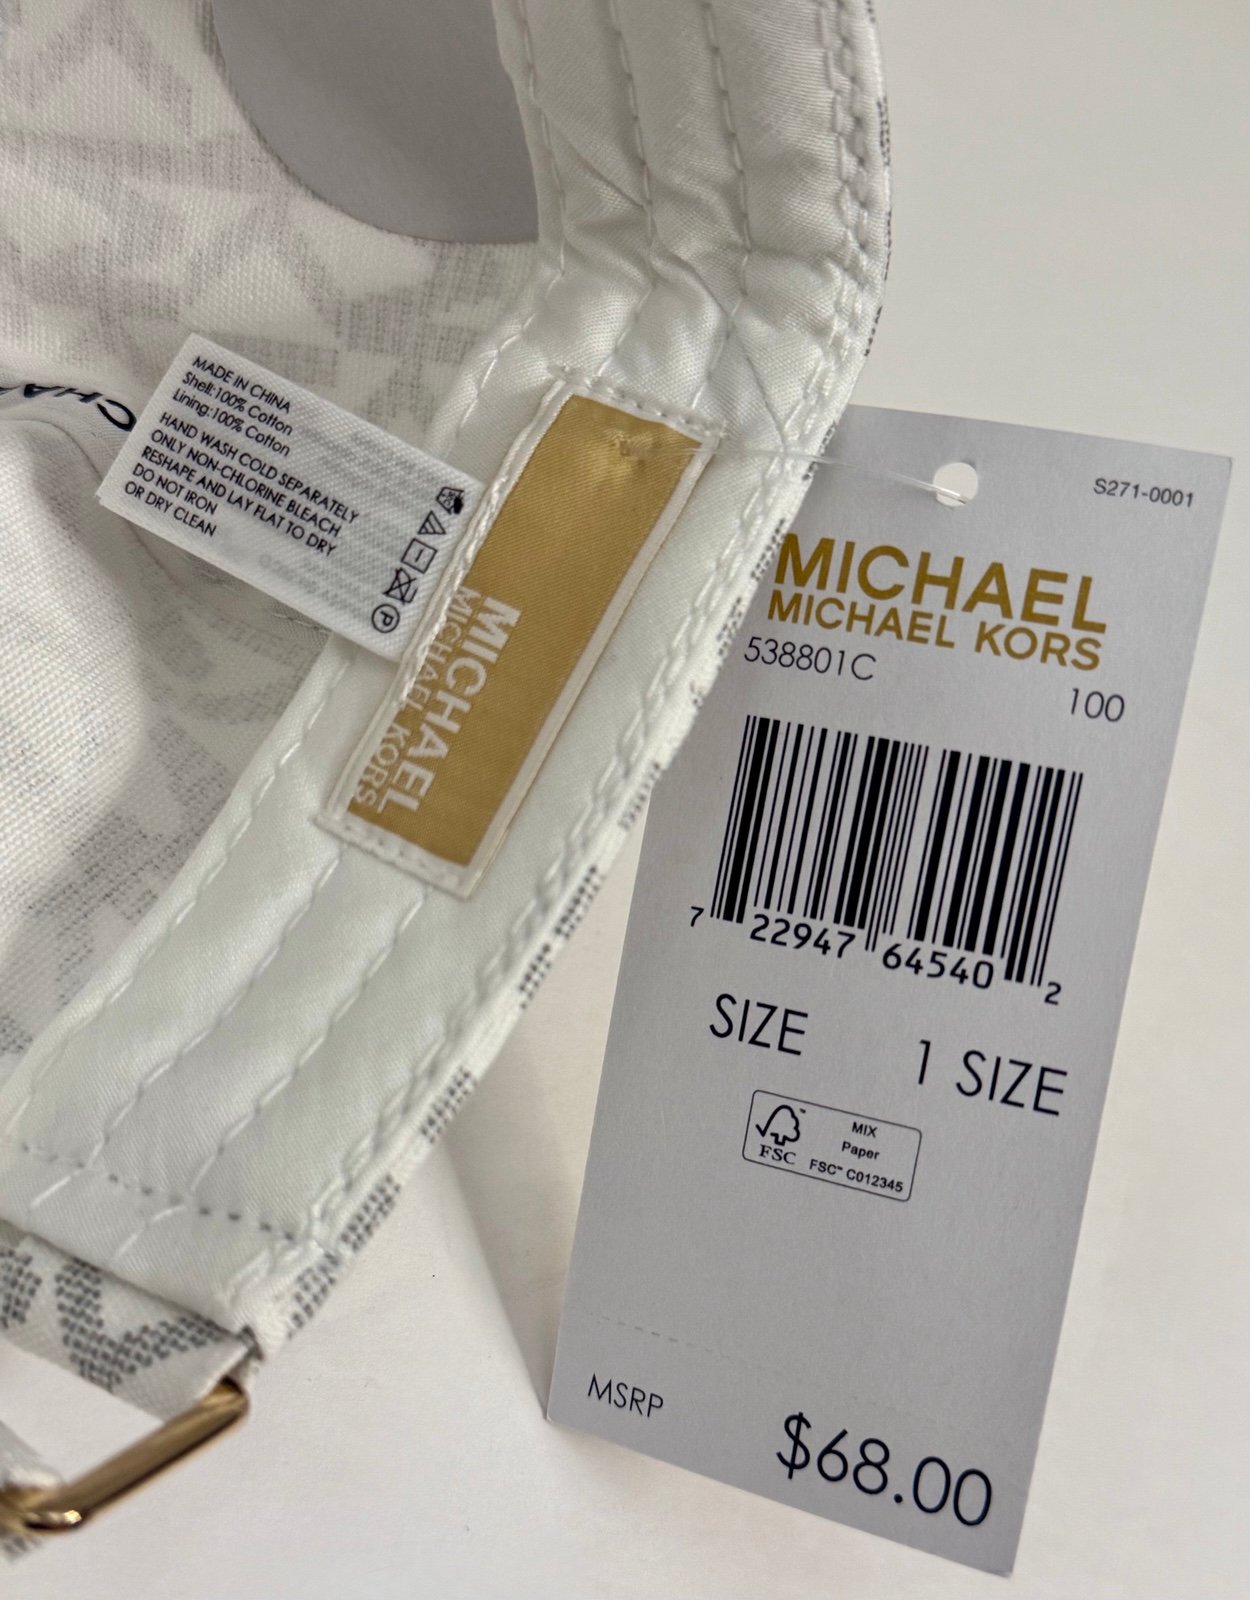 MADE IN CHINA
Shell:100% Cotton
Lining:100% Cotton
HAND WASH COLD SEPARATELY
ONLY NON-CHLORINE BLEACH
RESHAPE AND LAY FLAT TO DRY
DO NOT IRON
OR DRY CLEAN
P
MICHAEL
MICHAEL KORS
S271-0001
MICHAEL
MICHAEL KORS
538801C
100
7 22947 64540 2
SIZE 1 SIZE
FSC
MIX
Paper
FSC™ C012345
MSRP
$68.00